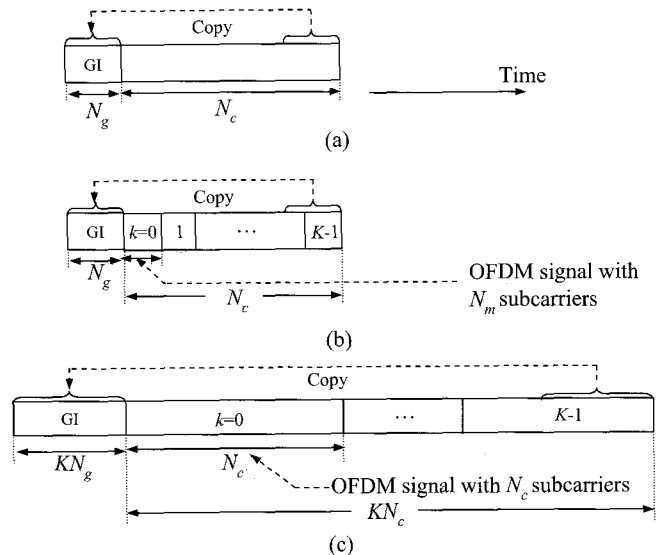 Copy
GI
N_g
N_c
Time
(a)
Copy
GI k=0 1 ... K-1
N_g
N_c
OFDM signal with
N_m subcarriers
(b)
Copy
GI k=0 ... K-1
KN_g
N_c
OFDM signal with N_c subcarriers
KN_c
(c)